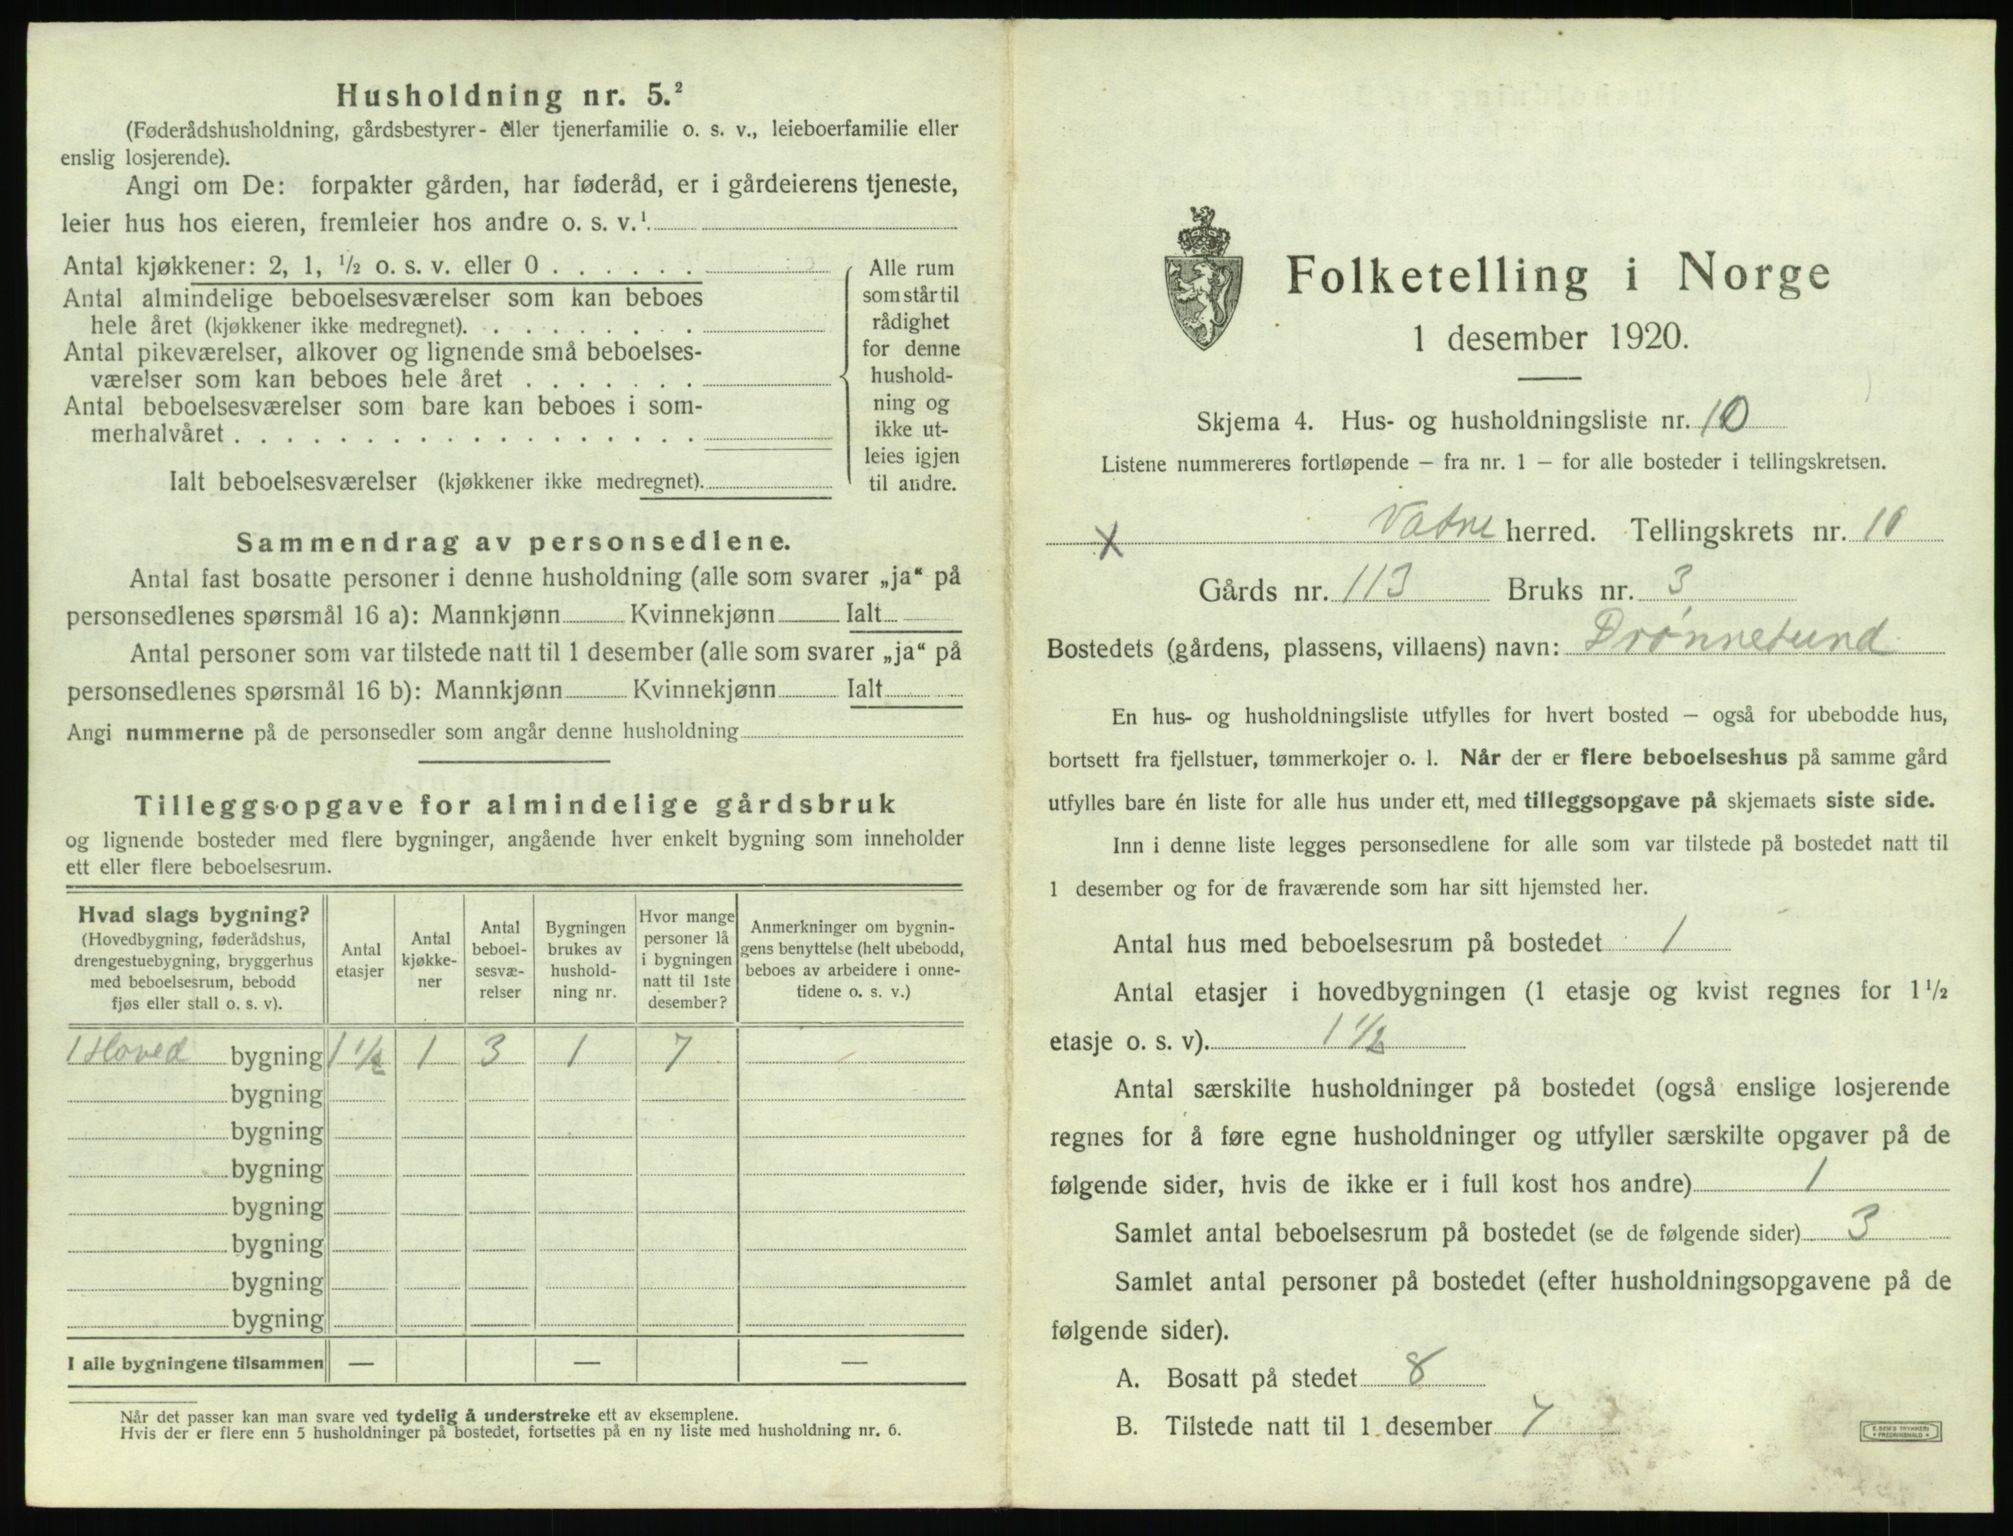 Husholdning nr. 5.²
(Føderådshusholdning, gårdsbestyrer- eller tjenerfamilie o. s. v., leieboerfamilie eller
enslig losjerende).
Angi om De: forpakter gården, har føderåd, er i gårdeierens tjeneste,
leier hus hos eieren, fremleier hos andre o. s. v.¹
Antal kjøkkener: 2, 1, ½ o. s. v. eller 0 . . . . . .
Antal almindelige beboelsesværelser som kan beboes
hele året (kjøkkener ikke medregnet). . . . . . . . .
Antal pikeværelser, alkover og lignende små beboelses-
værelser som kan beboes hele året . . . . . . .
Antal beboelsesværelser som bare kan beboes i som-
merhalvåret . . . . . . . . . . . . . . . . . .
Ialt beboelsesværelser (kjøkkener ikke medregnet).
Alle rum
som står til
rådighet
for denne
hushold-
ning og
ikke ut-
leies igjen
til andre.
Sammendrag av personsedlene.
Antal fast bosatte personer i denne husholdning (alle som svarer „ja“ på
personsedlenes spørsmål 16 a): Mannkjønn Kvinnekjønn Ialt
Antal personer som var tilstede natt til 1 desember (alle som svarer „ja“ på
personsedlenes spørsmål 16 b): Mannkjønn Kvinnekjønn Ialt
Angi nummerne på de personsedler som angår denne husholdning
Tilleggsopgave for almindelige gårdsbruk
og lignende bosteder med flere bygninger, angående hver enkelt bygning som inneholder
ett eller flere beboelsesrum.
Hvad slags bygning?
(Hovedbygning, føderådshus,
drengestuebygning, bryggerhus
med beboelsesrum, bebodd
fjøs eller stall o. s. v).
Antal
etasjer
Antal
kjøkke-
ner
Antal
beboel-
sesvæ-
relser
Bygningen
brukes av
hushold-
ning nr.
Hvor mange
personer lå
i bygningen
natt til 1ste
desember?
Anmerkninger om bygnin-
gens benyttelse (helt ubebodd,
beboes av arbeidere i onne-
tidene o. s. v.)
1 Hoved bygning 1 ½ 1 3 1 7
bygning
bygning
bygning
bygning
bygning
bygning
bygning
I alle bygningene tilsammen — — —
Når det passer kan man svare ved tydelig å understreke ett av eksemplene.
Hvis der er flere enn 5 husholdninger på bostedet, fortsettes på en ny liste med husholdning nr. 6.
Folketelling i Norge
1 desember 1920.
Skjema 4. Hus- og husholdningsliste nr. 10
Listene nummereres fortløpende – fra nr. 1 – for alle bosteder i tellingskretsen.
x Vatne herred. Tellingskrets nr. 10
Gårds nr. 113 Bruks nr. 3
Bostedets (gårdens, plassens, villaens) navn: Drønnesund
En hus- og husholdningsliste utfylles for hvert bosted – også for ubebodde hus,
bortsett fra fjellstuer, tømmerkojer o. l. Når der er flere beboelseshus på samme gård
utfylles bare én liste for alle hus under ett, med tilleggsopgave på skjemaets siste side.
Inn i denne liste legges personsedlene for alle som var tilstede på bostedet natt til
1 desember og for de fraværende som har sitt hjemsted her.
Antal hus med beboelsesrum på bostedet 1
Antal etasjer i hovedbygningen (1 etasje og kvist regnes for 1 ½
etasje o. s. v). 1 ½
Antal særskilte husholdninger på bostedet (også enslige losjerende
regnes for å føre egne husholdninger og utfyller særskilte opgaver på de
følgende sider, hvis de ikke er i full kost hos andre) 1
Samlet antal beboelsesrum på bostedet (se de følgende sider) 3
Samlet antal personer på bostedet (efter husholdningsopgavene på de
følgende sider).
A. Bosatt på stedet 8
B. Tilstede natt til 1 desember 7